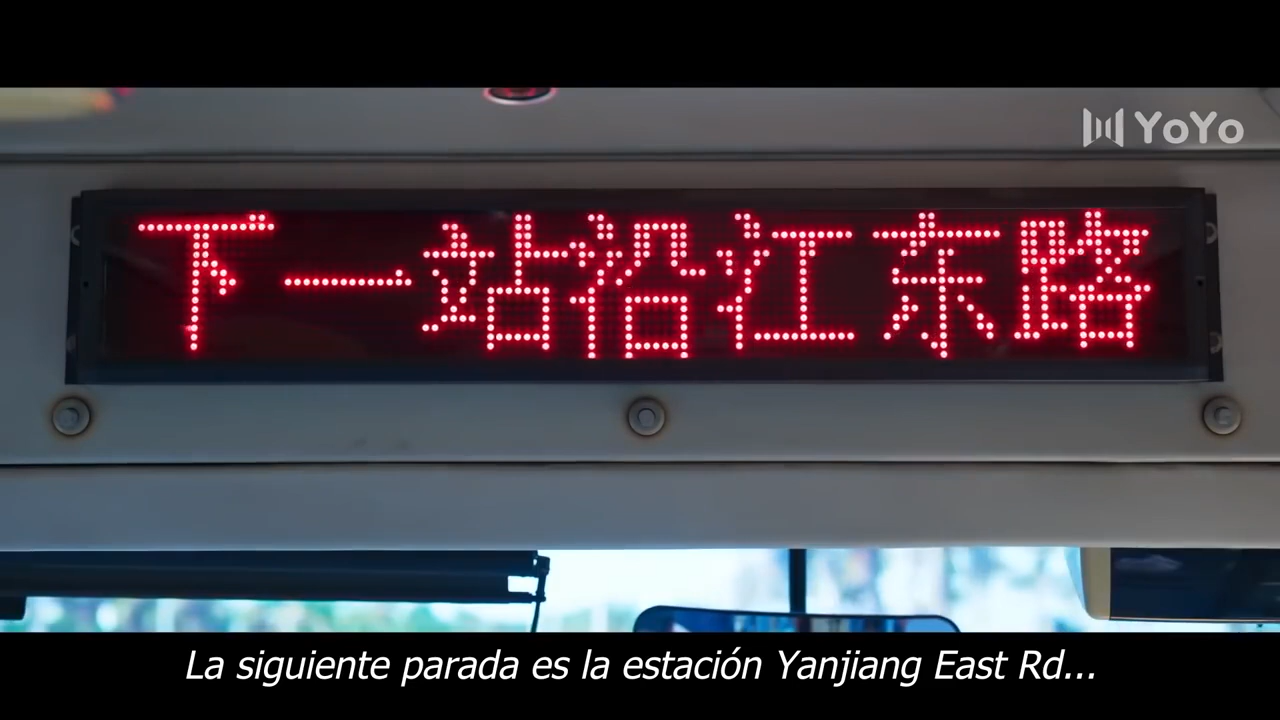 YoYo
下一站沿江东路
La siguiente parada es la estación Yanjiang East Rd...